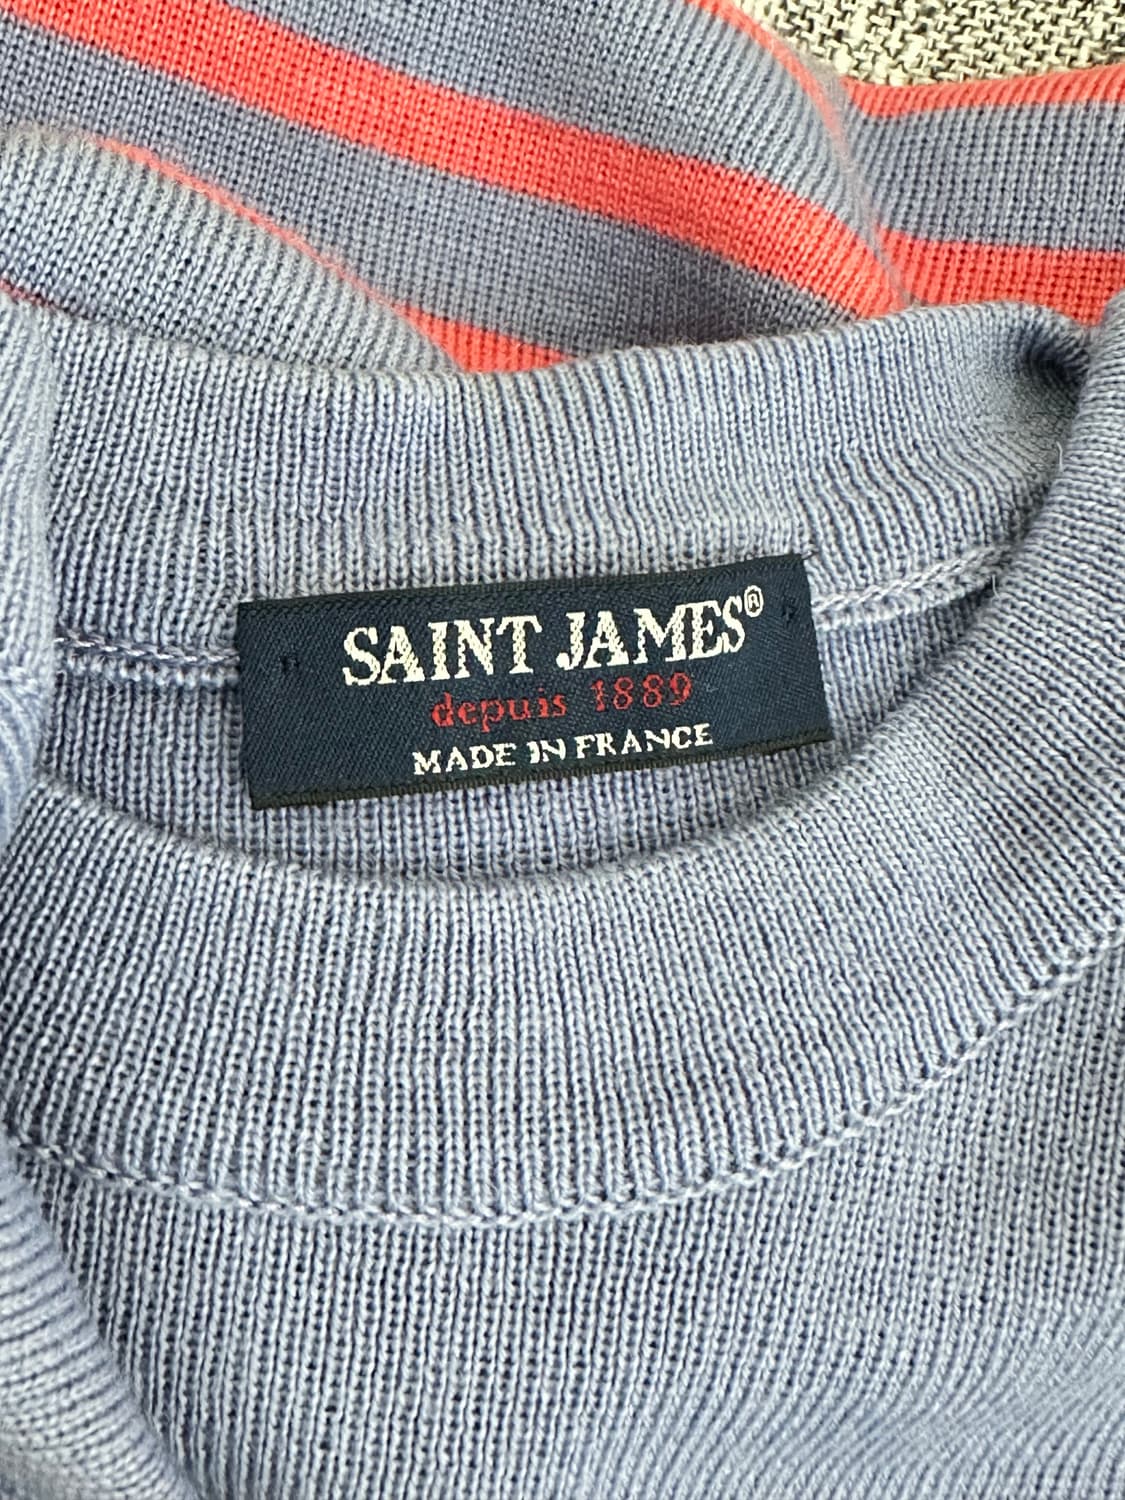 SAINT JAMES®
depuis 1889
MADE IN FRANCE